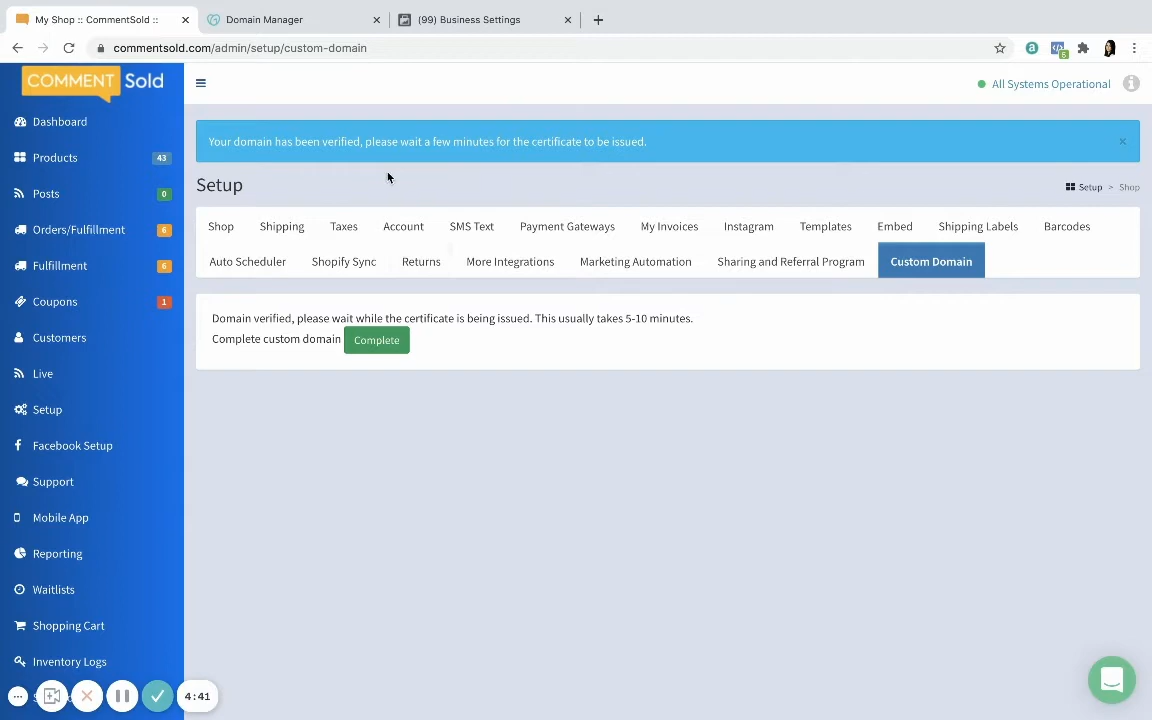 My Shop :: CommentSold ::
Domain Manager
(99) Business Settings
commentsold.com/admin/setup/custom-domain
6
COMMENT Sold
All Systems Operational
Dashboard
Products 43
Posts 0
Orders/Fulfillment 6
Fulfillment 6
Coupons 1
Customers
Live
Setup
Facebook Setup
Support
Mobile App
Reporting
Waitlists
Shopping Cart
Inventory Logs
4:41
Your domain has been verified, please wait a few minutes for the certificate to be issued.
×
Setup
Setup > Shop
Shop Shipping Taxes Account SMS Text Payment Gateways My Invoices Instagram Templates Embed Shipping Labels Barcodes
Auto Scheduler Shopify Sync Returns More Integrations Marketing Automation Sharing and Referral Program Custom Domain
Domain verified, please wait while the certificate is being issued. This usually takes 5-10 minutes.
Complete custom domain Complete